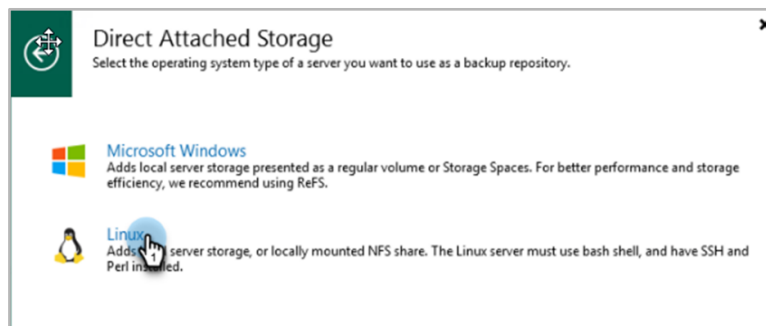 Direct Attached Storage
Select the operating system type of a server you want to use as a backup repository.
Microsoft Windows
Adds local server storage presented as a regular volume or Storage Spaces. For better performance and storage
efficiency, we recommend using ReFS.
Linux
Adds server storage, or locally mounted NFS share. The Linux server must use bash shell, and have SSH and
Perl installed.
1